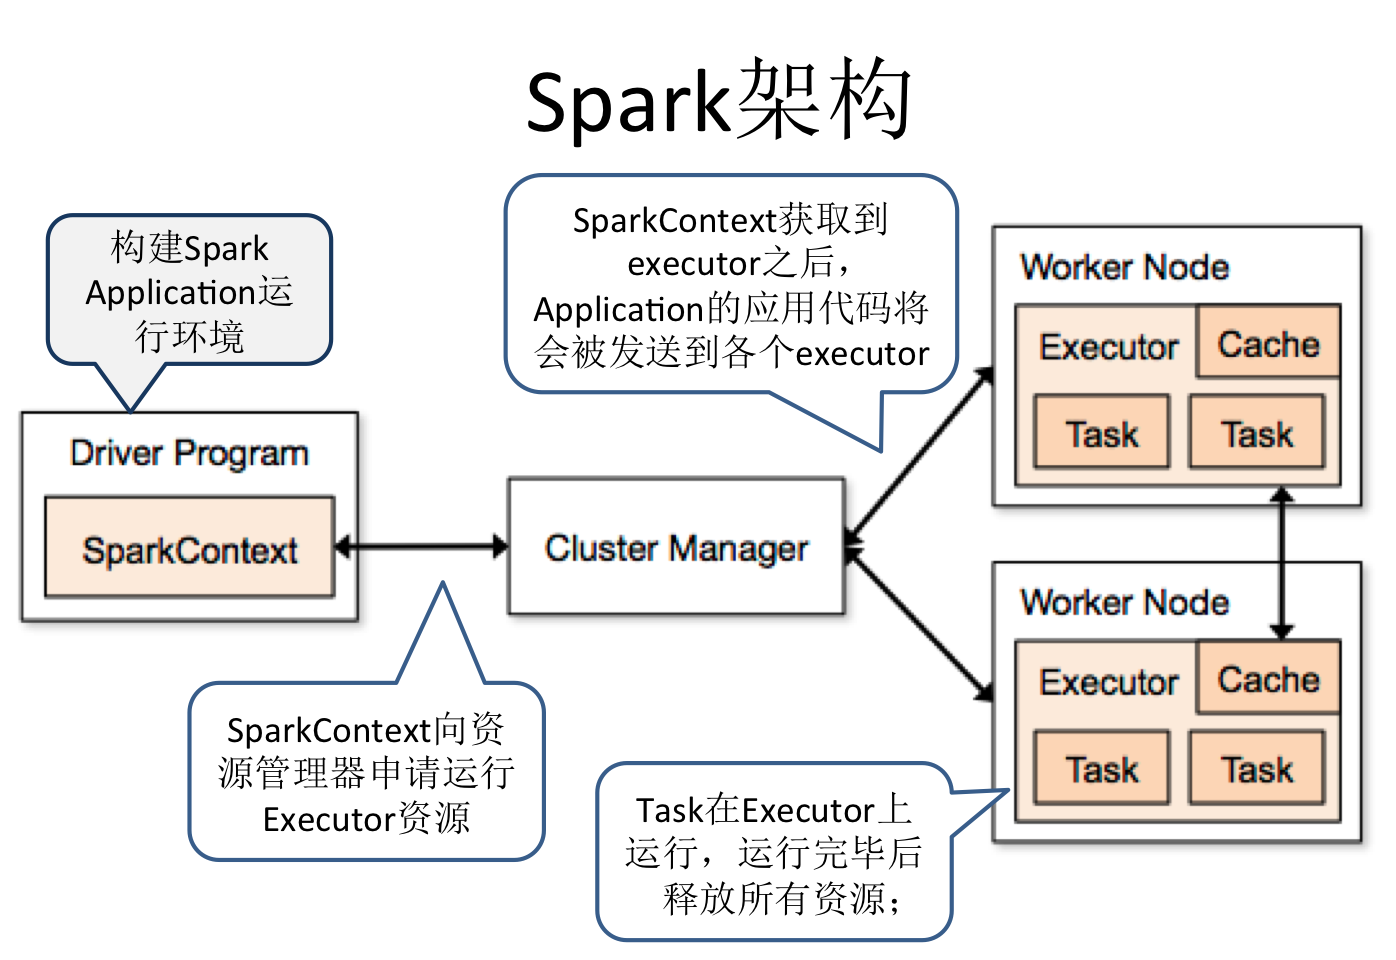 Spark架构
构建Spark
Application运
行环境
SparkContext获取到
executor之后，
Application的应用代码将
会被发送到各个executor
Driver Program
SparkContext
Cluster Manager
Worker Node
Executor
Cache
Task
Task
Worker Node
Executor
Cache
Task
Task
SparkContext向资
源管理器申请运行
Executor资源
Task在Executor上
运行，运行完毕后
释放所有资源；